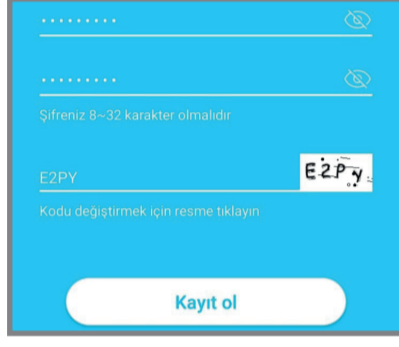 •••••••••
•••••••••
Şifreniz 8~32 karakter olmalıdır
E2PY E2PY
Kodu değiştirmek için resme tıklayın
Kayıt ol